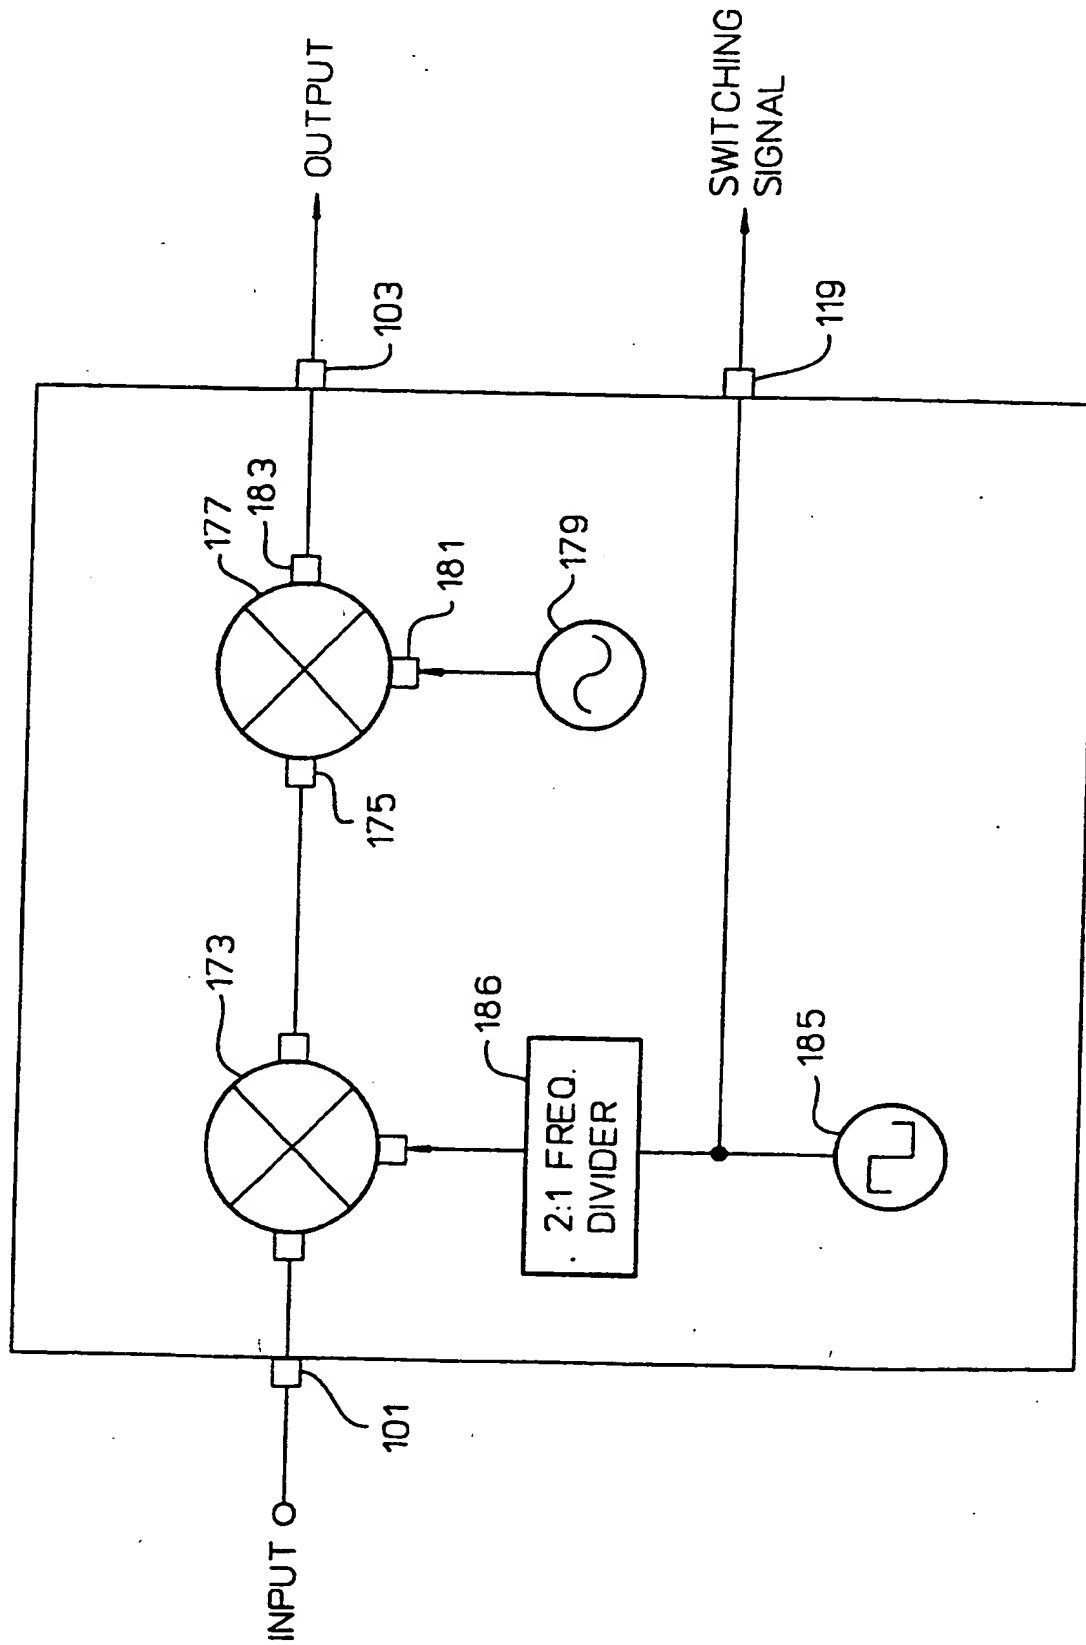 INPUT
101
173
175
177
183
181
179
103
OUTPUT
186
2:1 FREQ.
DIVIDER
185
119
SWITCHING
SIGNAL